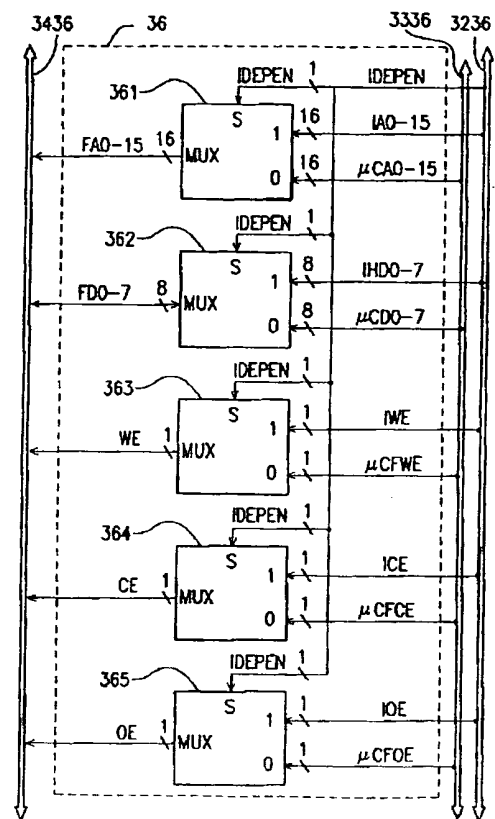 3436 36 3336 3236
361 IDEPEN 1 IDEPEN
S
FA0-15 16 MUX 1 16 IA0-15
0 16 μCA0-15
362 IDEPEN 1
S
FD0-7 8 MUX 1 8 IHD0-7
0 8 μCD0-7
363 IDEPEN 1
S
WE 1 MUX 1 1 IWE
0 1 μCFWE
364 IDEPEN 1
S
CE 1 MUX 1 1 ICE
0 1 μCFCE
365 IDEPEN 1
S
OE 1 MUX 1 1 IOE
0 1 μCFOE